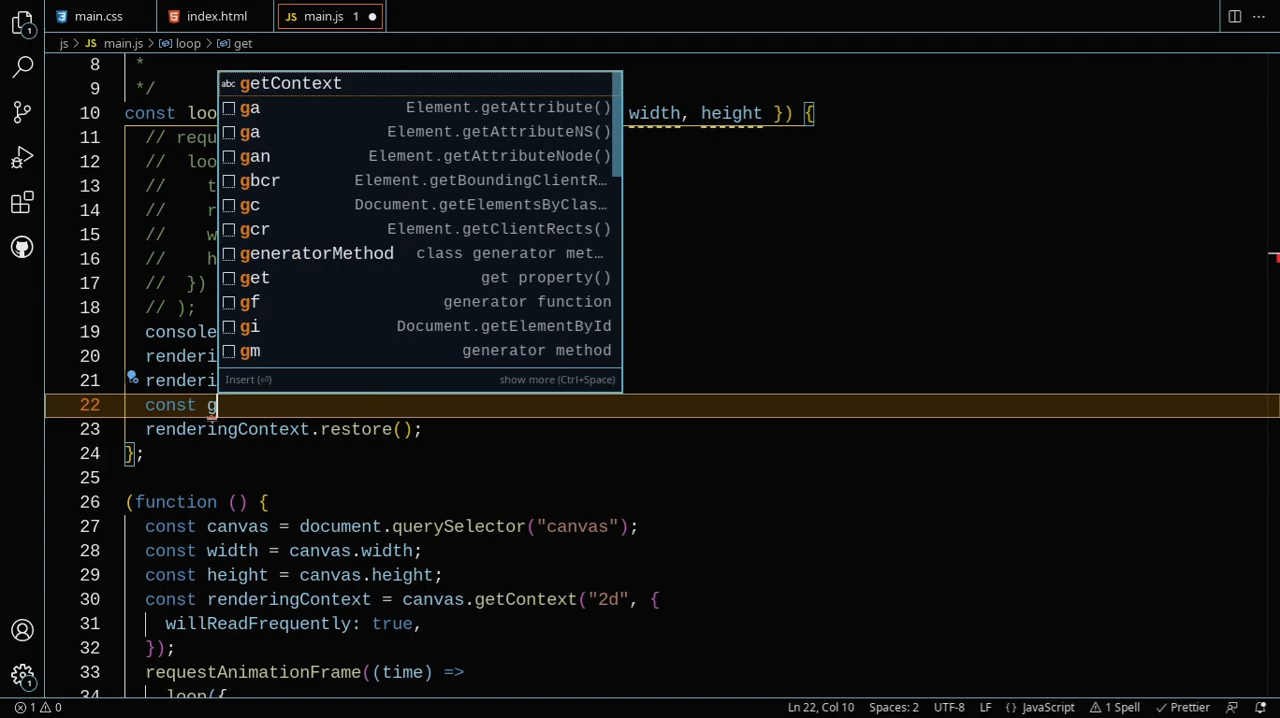 main.css
index.html
JS main.js 1
js > JS main.js > loop > get
8 *
9 */
10 const loo width, height }) {
11 // requ
12 // loo
13 // t
14 // r
15 // w
16 // h
17 // })
18 // );
19 console
20 renderi
21 renderi
22 const g
23 renderingContext.restore();
24 };
25
26 (function () {
27 const canvas = document.querySelector("canvas");
28 const width = canvas.width;
29 const height = canvas.height;
30 const renderingContext = canvas.getContext("2d", {
31 willReadFrequently: true,
32 });
33 requestAnimationFrame((time) =>
34 loop({
abc getContext
ga Element.getAttribute()
ga Element.getAttributeNS()
gan Element.getAttributeNode()
gbcr Element.getBoundingClientR…
gc Document.getElementsByClas…
gcr Element.getClientRects()
generatorMethod class generator met…
get get property()
gf generator function
gi Document.getElementById
gm generator method
Insert (⏎) show more (Ctrl+Space)
1
1
1 0 Ln 22, Col 10 Spaces: 2 UTF-8 LF {} JavaScript 1 Spell Prettier